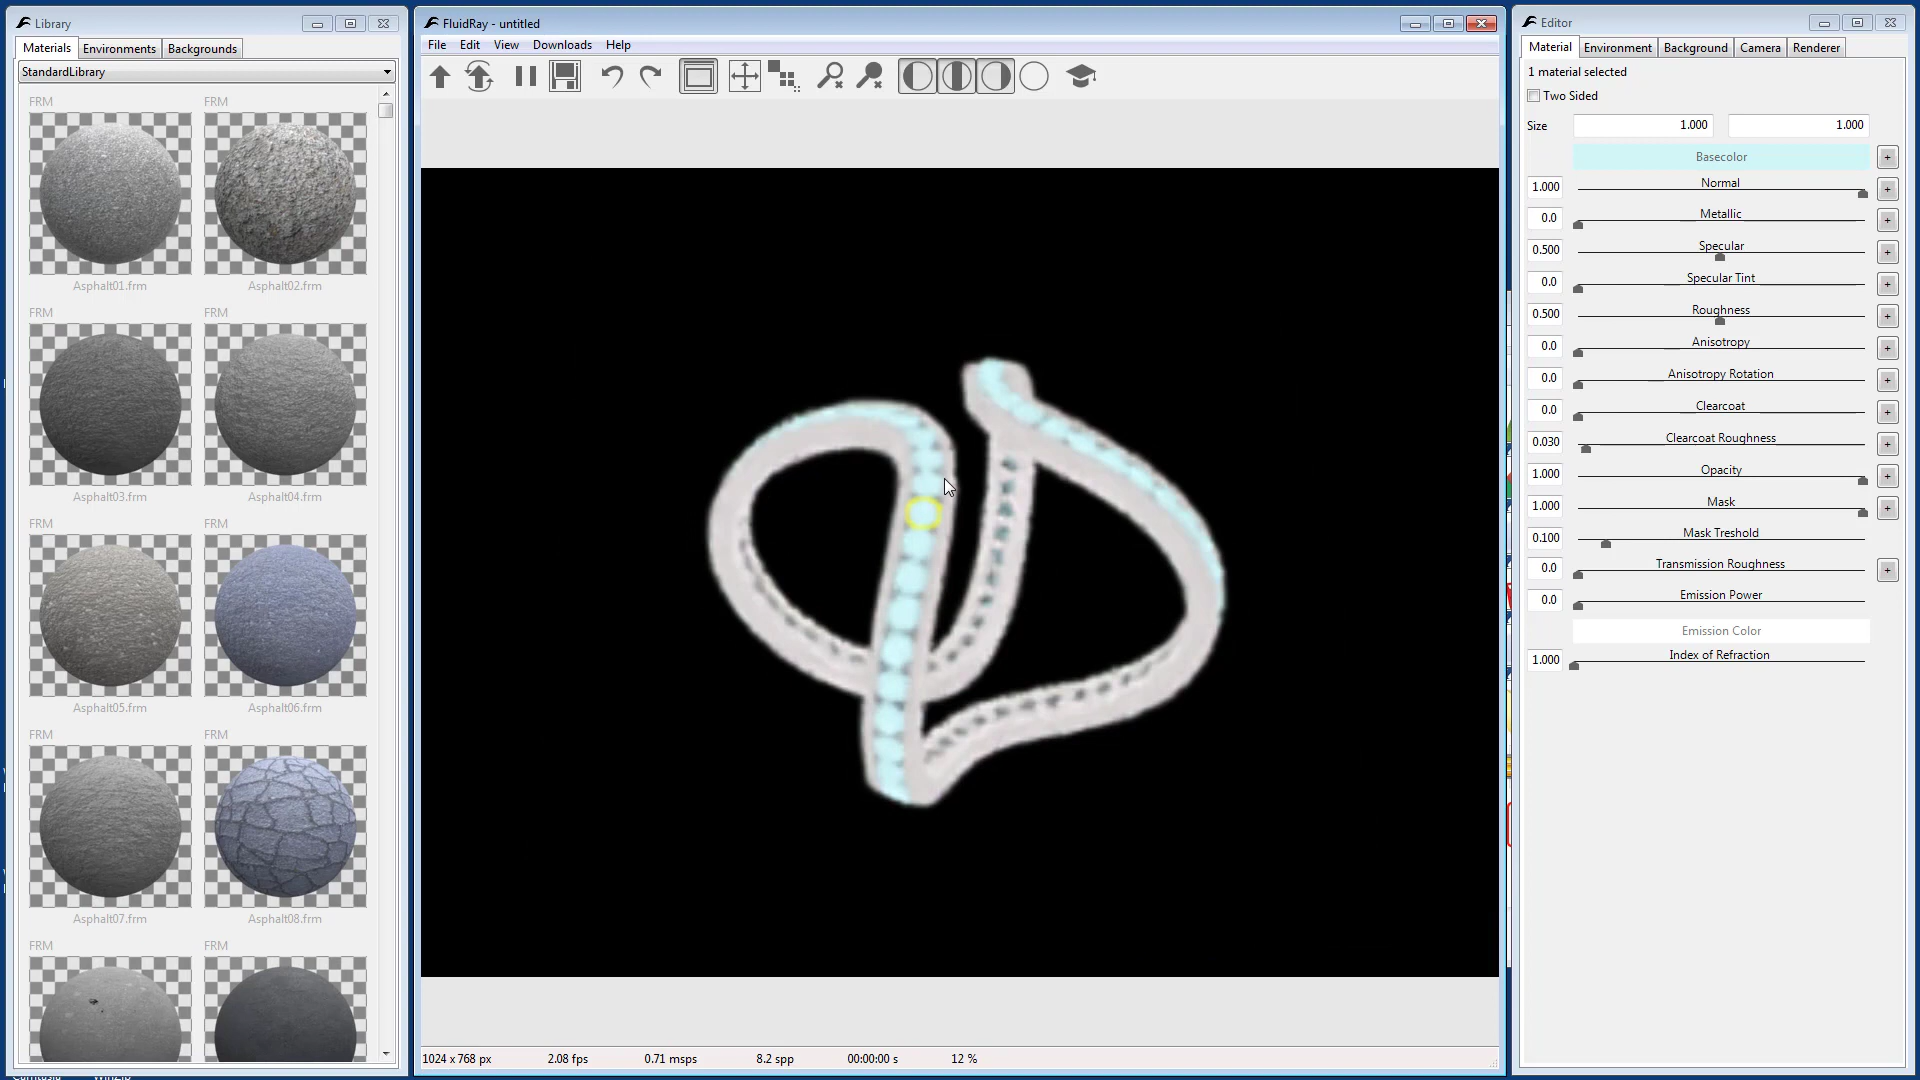 Library
Materials
Environments
Backgrounds
StandardLibrary
FRM
FRM
Asphalt01.frm
Asphalt02.frm
FRM
FRM
Asphalt03.frm
Asphalt04.frm
FRM
FRM
Asphalt05.frm
Asphalt06.frm
FRM
FRM
Asphalt07.frm
Asphalt08.frm
FRM
FRM
FluidRay - untitled
File Edit View Downloads Help
1024 x 768 px 2.08 fps 0.71 msps 8.2 spp 00:00:00 s 12 %
Editor
Material Environment Background Camera Renderer
1 material selected
Two Sided
Size 1.000 1.000
Basecolor
1.000 Normal
0.0 Metallic
0.500 Specular
0.0 Specular Tint
0.500 Roughness
0.0 Anisotropy
0.0 Anisotropy Rotation
0.0 Clearcoat
0.030 Clearcoat Roughness
1.000 Opacity
1.000 Mask
0.100 Mask Treshold
0.0 Transmission Roughness
0.0 Emission Power
Emission Color
1.000 Index of Refraction